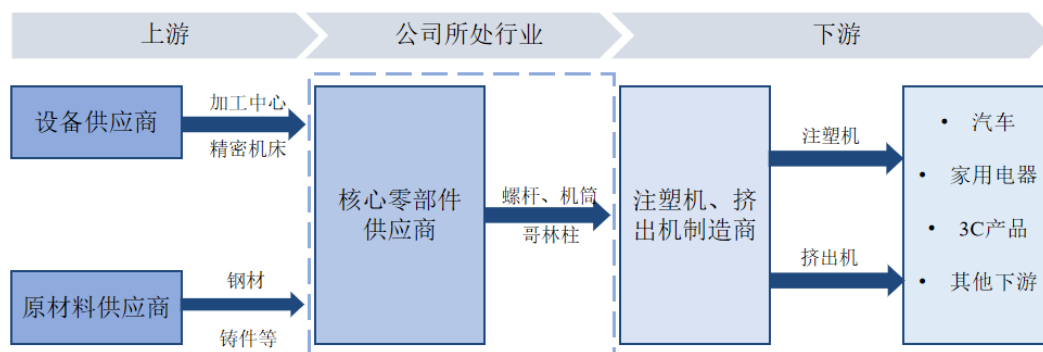 上游
公司所处行业
下游
设备供应商
加工中心
精密机床
原材料供应商
钢材
铸件等
核心零部件
供应商
螺杆、机筒
哥林柱
注塑机、挤
出机制造商
注塑机
挤出机
• 汽车
• 家用电器
• 3C产品
• 其他下游